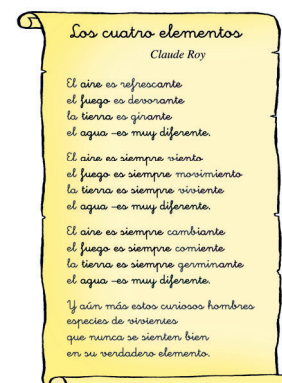 Los cuatro elementos
Claude Roy
El aire es refrescante
el fuego es devorante
la tierra es girante
el agua –es muy diferente.
El aire es siempre viento
el fuego es siempre movimiento
la tierra es siempre viviente
el agua –es muy diferente.
El aire es siempre cambiante
el fuego es siempre comiente
la tierra es siempre germinante
el agua –es muy diferente.
Y aún más estos curiosos hombres
especies de vivientes
que nunca se sienten bien
en su verdadero elemento.